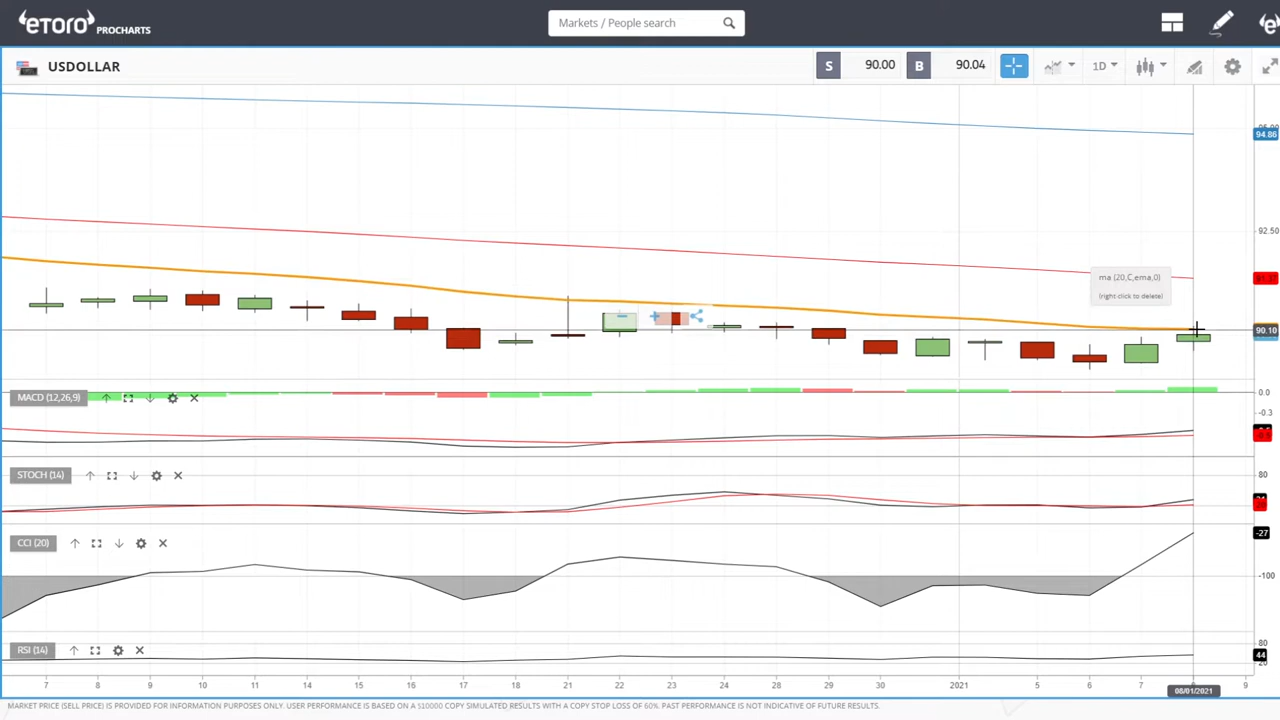 eToro PROCHARTS
Markets / People search
USDOLLAR
S 90.00 B 90.04
1D
95.00
94.86
92.50
ma (20,C,ema,0)
(right click to delete)
90.10
MACD (12,26,9)
0.0
-0.3
STOCH (14)
80
CCI (20)
-27
-100
RSI (14)
80
44
20
7 8 9 10 11 14 15 16 17 18 21 22 23 24 28 29 30 2021 5 6 7 9
08/01/2021
MARKET PRICE (SELL PRICE) IS PROVIDED FOR INFORMATION PURPOSES ONLY. USER PERFORMANCE IS BASED ON A $10000 COPY SIMULATED RESULTS WITH A COPY STOP LOSS OF 60%. PAST PERFORMANCE IS NOT INDICATIVE OF FUTURE RESULTS.